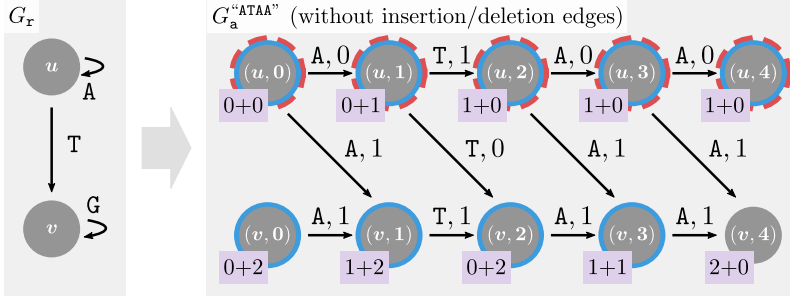 G_r
G_a^"ATAA" (without insertion/deletion edges)
u
A
T
v
G
(u, 0) A, 0 (u, 1) T, 1 (u, 2) A, 0 (u, 3) A, 0 (u, 4)
0+0 0+1 1+0 1+0 1+0
A, 1 T, 0 A, 1 A, 1
(v, 0) A, 1 (v, 1) T, 1 (v, 2) A, 1 (v, 3) A, 1 (v, 4)
0+2 1+2 0+2 1+1 2+0